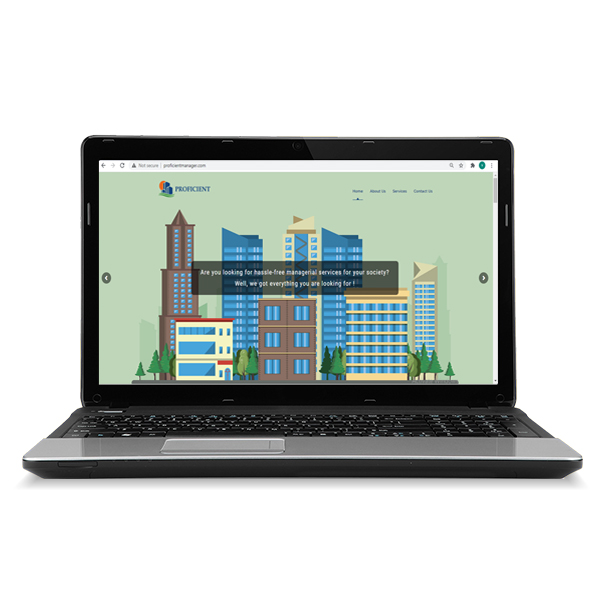 Not secure | proficientmanager.com
PROFICIENT
Home About Us Services Contact Us
Are you looking for hassle-free managerial services for your society?
Well, we got everything you are looking for !